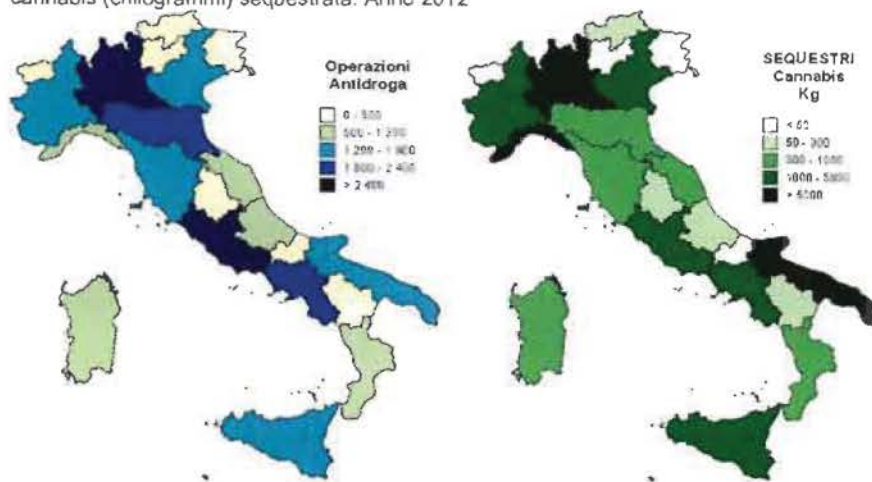 cannabis (chilogrammi) sequestrata. Anno 2012
Operazioni
Antidroga
0 - 500
500 - 1 200
1 200 - 1 800
1 800 - 2 400
> 2 400
SEQUESTRI
Cannabis
Kg
< 50
50 - 300
300 - 1000
1000 - 5000
> 5000